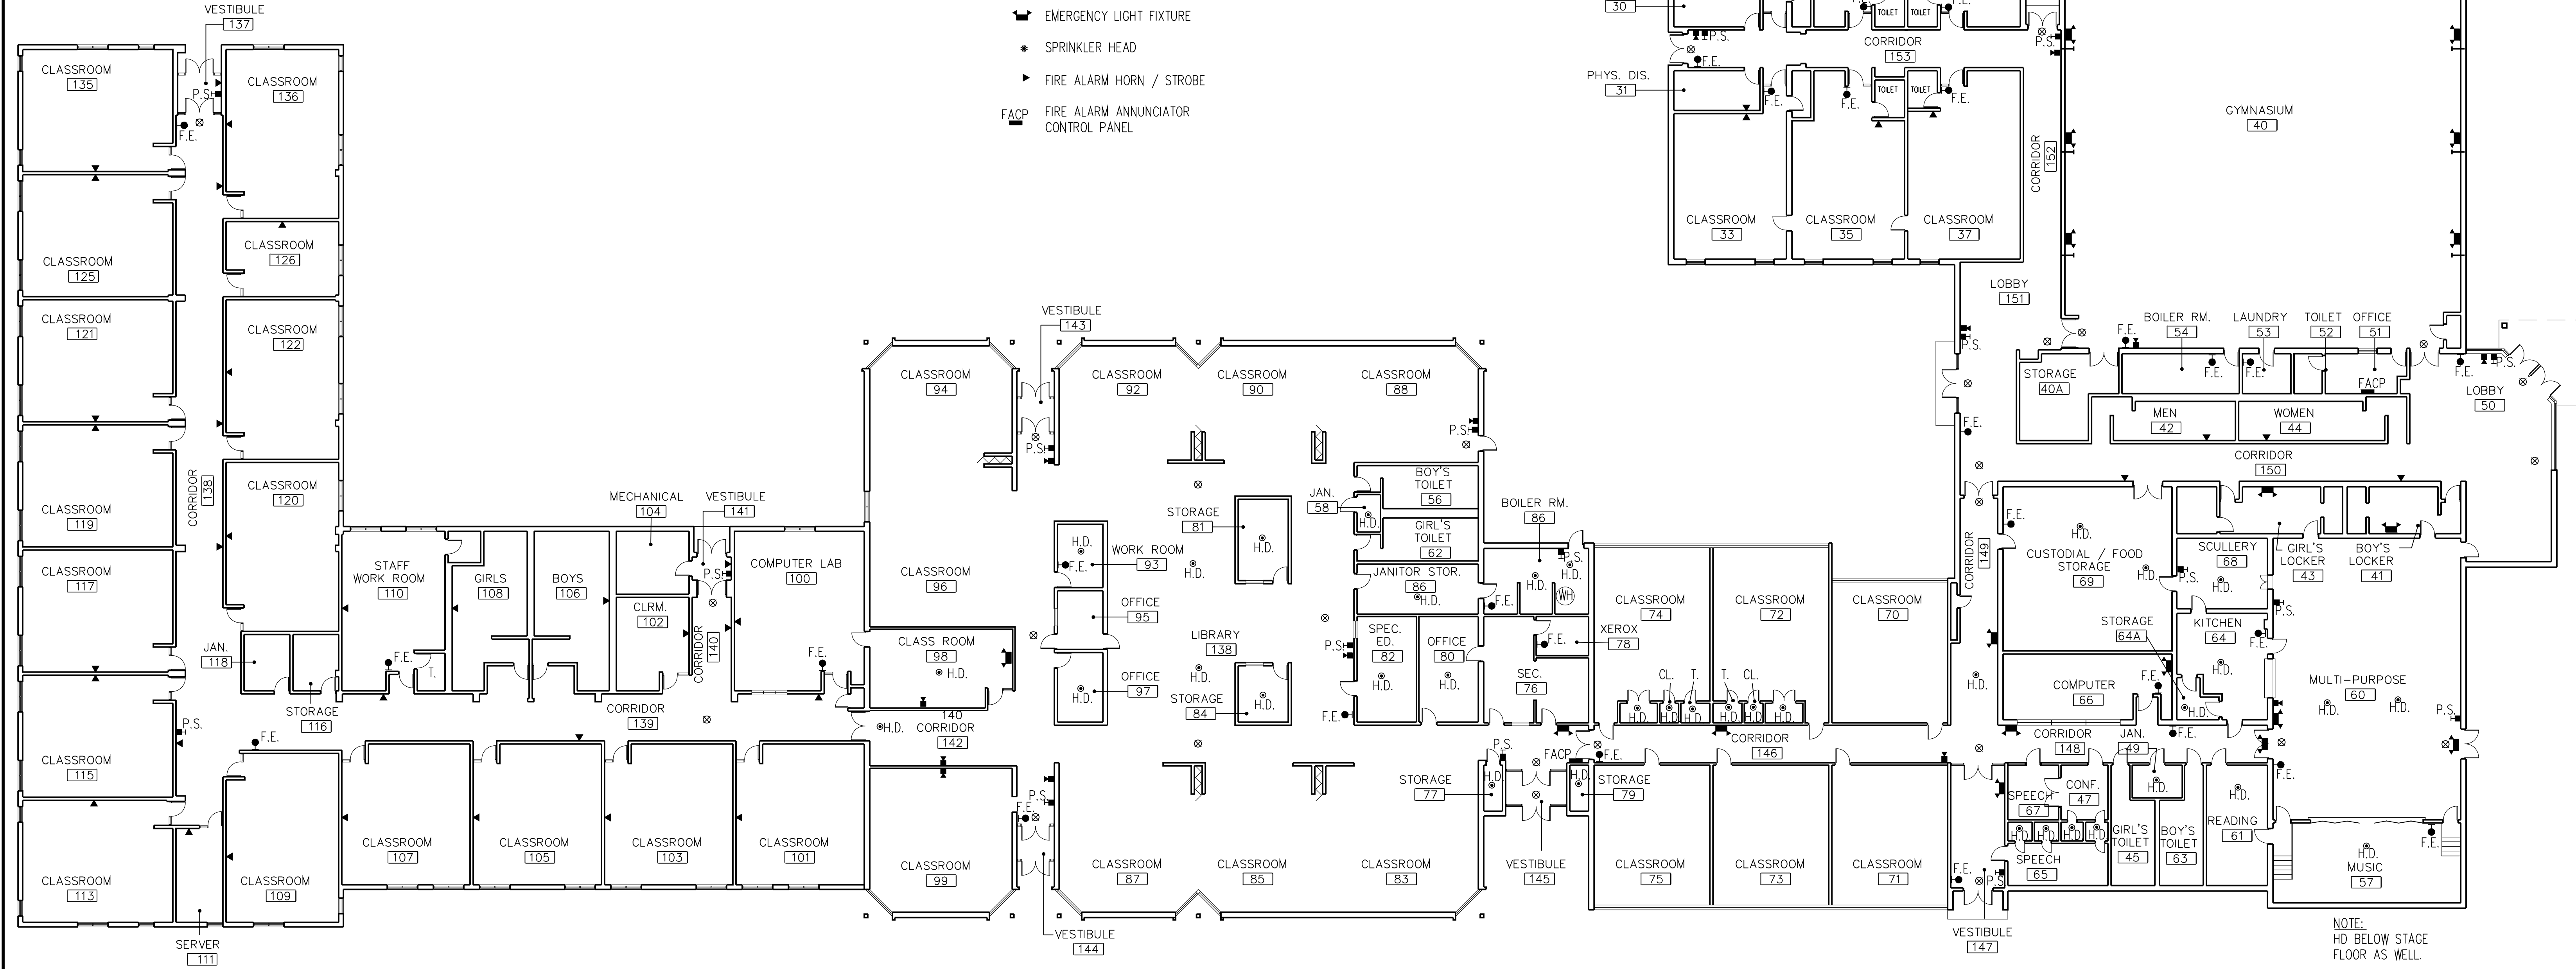 VESTIBULE
137
EMERGENCY LIGHT FIXTURE
SPRINKLER HEAD
FIRE ALARM HORN / STROBE
FACP
FIRE ALARM ANNUNCIATOR
CONTROL PANEL
30
P.S.
F.E.
TOILET
TOILET
CORRIDOR
153
P.S.
PHYS. DIS.
31
F.E.
F.E.
F.E.
TOILET
TOILET
CLASSROOM
33
CLASSROOM
35
CLASSROOM
37
CORRIDOR
152
GYMNASIUM
40
LOBBY
151
CLASSROOM
135
P.S.
F.E.
CLASSROOM
136
CLASSROOM
125
CLASSROOM
126
CLASSROOM
121
CLASSROOM
122
CLASSROOM
119
CORRIDOR
138
CLASSROOM
120
CLASSROOM
117
JAN.
118
STORAGE
116
CLASSROOM
115
P.S.
F.E.
CLASSROOM
113
SERVER
111
CLASSROOM
109
STAFF
WORK ROOM
110
F.E.
T.
GIRLS
108
BOYS
106
MECHANICAL
104
CLRM.
102
VESTIBULE
141
P.S.
CORRIDOR
140
COMPUTER LAB
100
F.E.
CORRIDOR
139
CLASSROOM
107
CLASSROOM
105
CLASSROOM
103
CLASSROOM
101
CLASSROOM
94
CLASSROOM
96
CLASS ROOM
98
H.D.
H.D.
140
CORRIDOR
142
CLASSROOM
99
VESTIBULE
143
P.S.
CLASSROOM
92
CLASSROOM
90
CLASSROOM
88
P.S.
H.D.
F.E.
WORK ROOM
93
H.D.
OFFICE
95
OFFICE
97
H.D.
STORAGE
81
H.D.
LIBRARY
138
H.D.
STORAGE
84
H.D.
JAN.
58
H.D.
BOY'S
TOILET
56
GIRL'S
TOILET
62
JANITOR STOR.
86
H.D.
P.S.
SPEC.
ED.
82
H.D.
OFFICE
80
H.D.
F.E.
P.S.
F.E.
VESTIBULE
144
CLASSROOM
87
CLASSROOM
85
CLASSROOM
83
BOILER RM.
86
P.S.
H.D.
H.D.
F.E.
WH
XEROX
78
F.E.
SEC.
76
P.S.
FACP
F.E.
STORAGE
77
H.D.
H.D.
STORAGE
79
VESTIBULE
145
CLASSROOM
74
CLASSROOM
72
CLASSROOM
70
CL.
T.
T.
CL.
H.D.
H.D.
H.D.
H.D.
H.D.
H.D.
CORRIDOR
146
CLASSROOM
75
CLASSROOM
73
CLASSROOM
71
P.S.
F.E.
STORAGE
40A
BOILER RM.
54
LAUNDRY
53
TOILET
52
OFFICE
51
F.E.
F.E.
F.E.
FACP
F.E.
P.S.
LOBBY
50
MEN
42
WOMEN
44
CORRIDOR
150
CORRIDOR
149
F.E.
H.D.
CUSTODIAL / FOOD
STORAGE
69
H.D.
H.D.
SCULLERY
68
P.S.
H.D.
GIRL'S
LOCKER
43
BOY'S
LOCKER
41
STORAGE
64A
KITCHEN
64
P.S.
F.E.
H.D.
H.D.
COMPUTER
66
F.E.
MULTI-PURPOSE
60
H.D.
H.D.
P.S.
CORRIDOR
148
JAN.
49
F.E.
F.E.
SPEECH
67
CONF.
47
H.D.
H.D.
H.D.
H.D.
H.D.
H.D.
SPEECH
65
GIRL'S
TOILET
45
BOY'S
TOILET
63
READING
61
F.E.
P.S.
VESTIBULE
147
H.D.
MUSIC
57
F.E.
NOTE:
HD BELOW STAGE
FLOOR AS WELL.